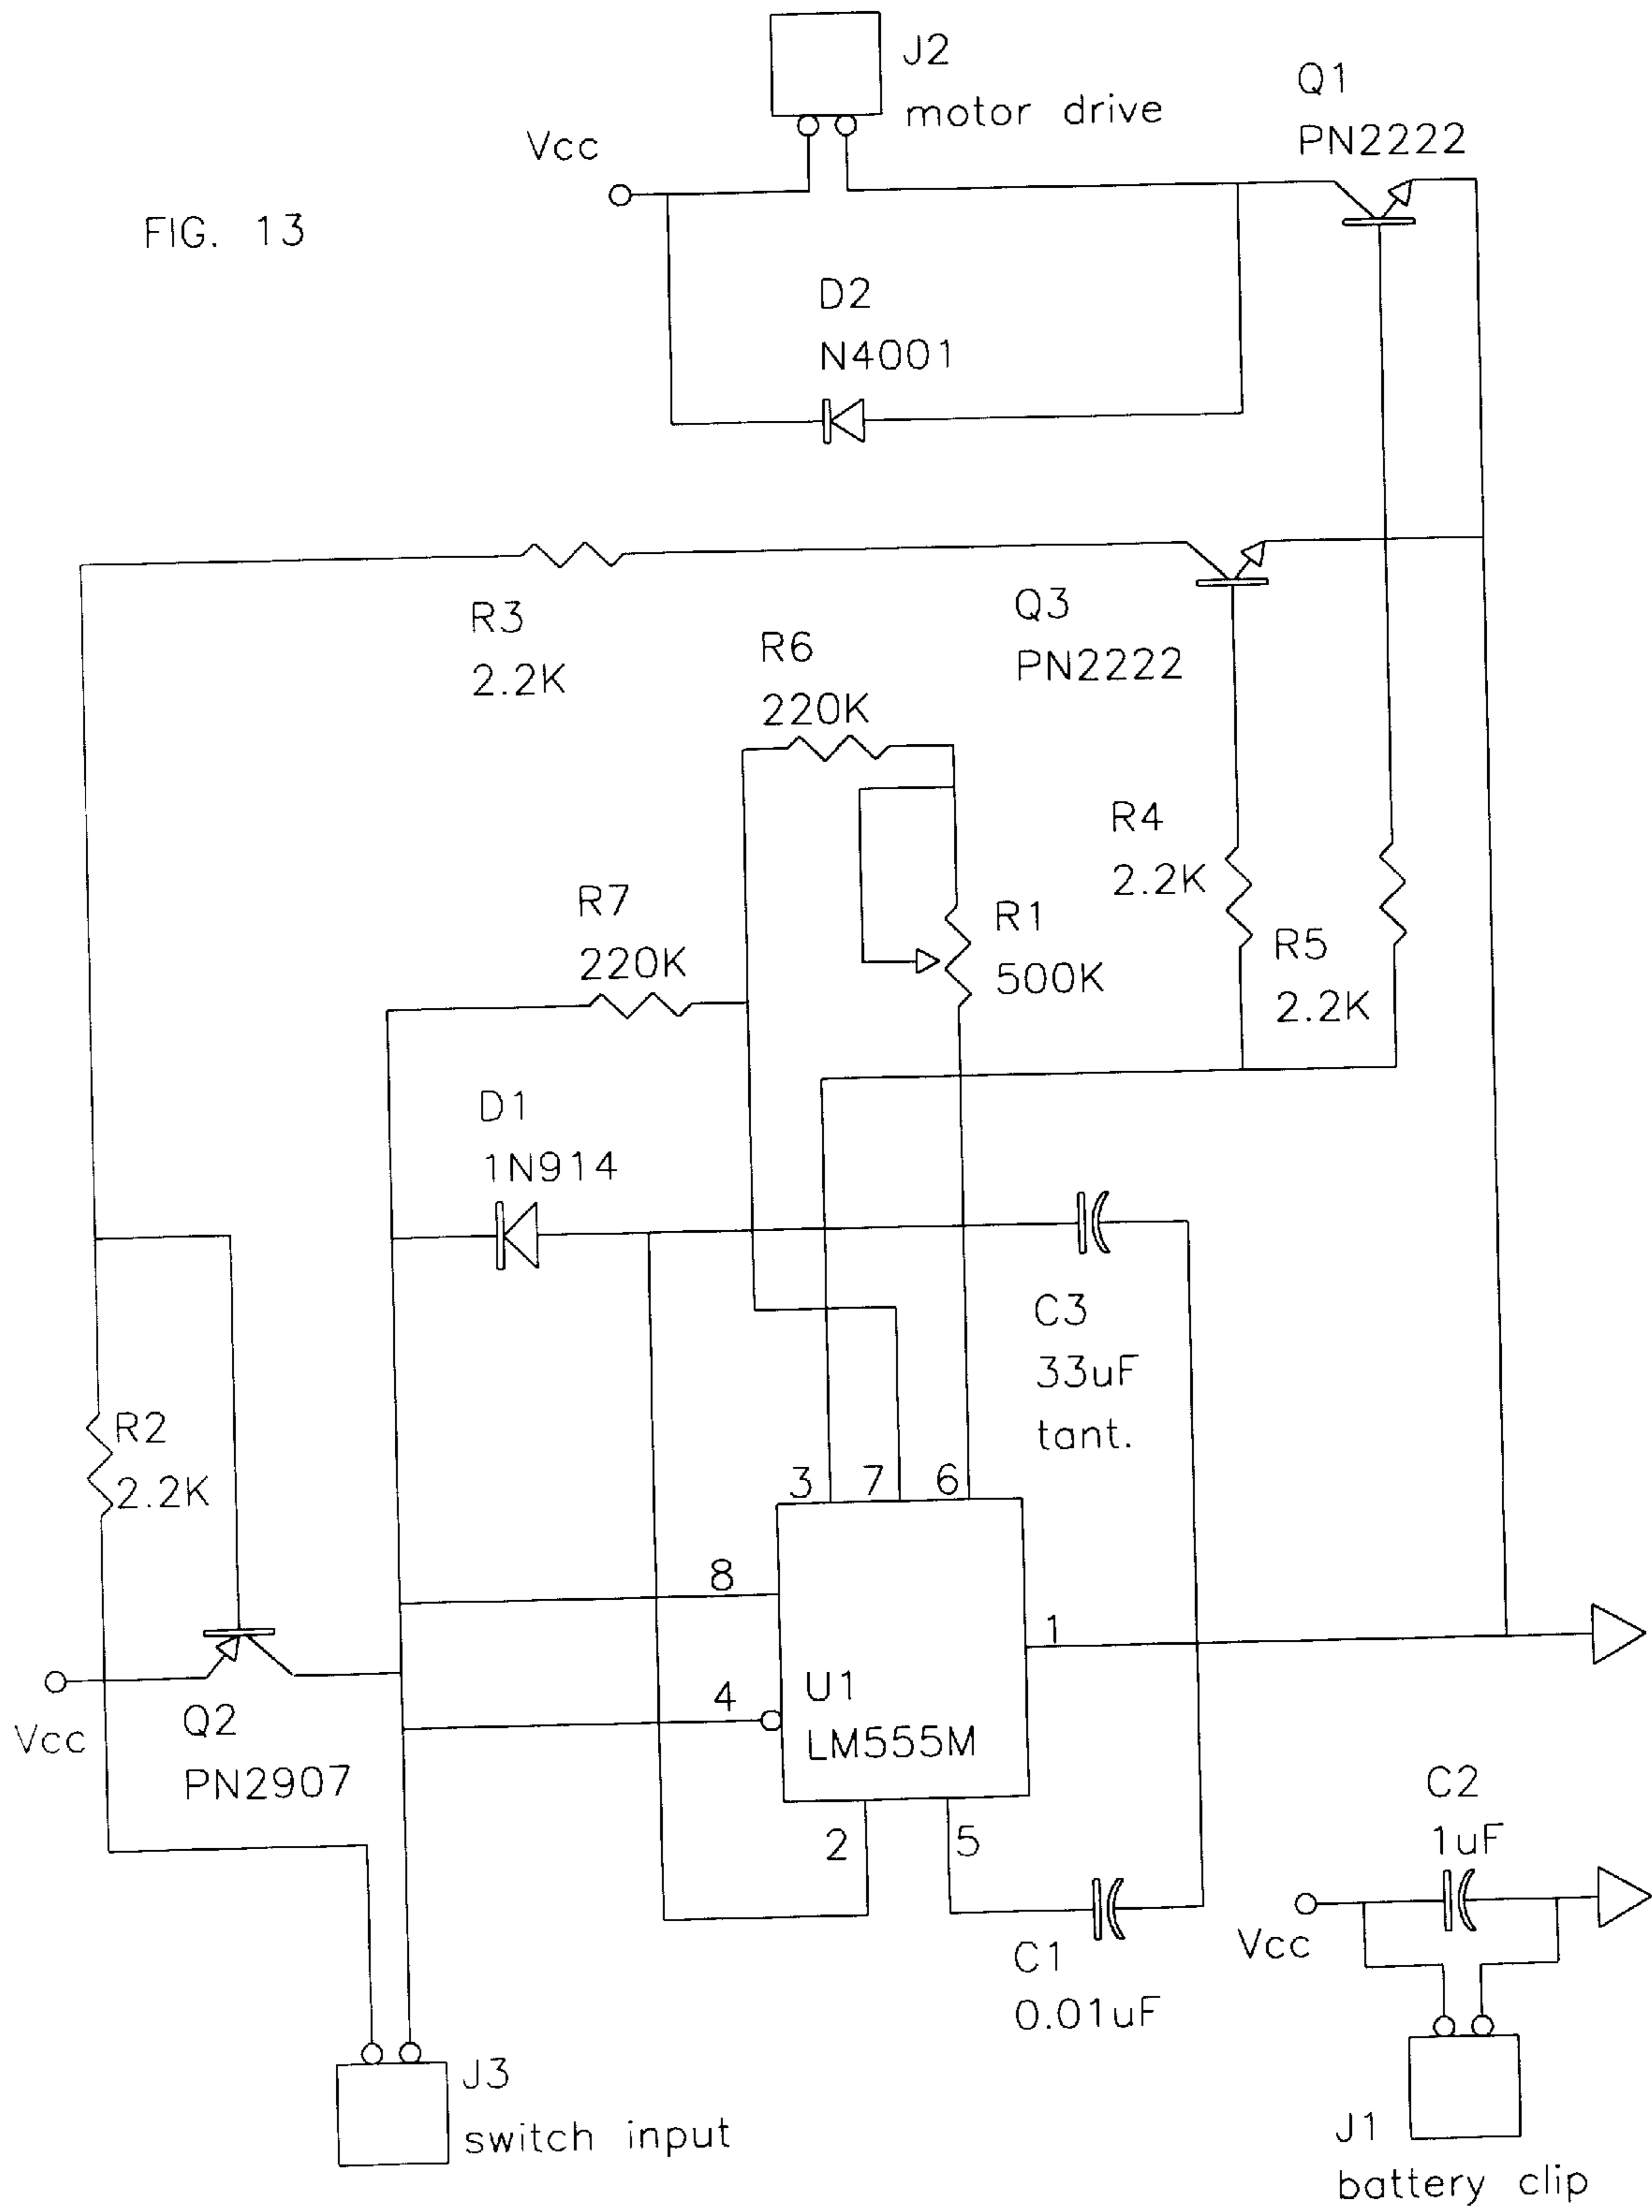 FIG. 13
J2
motor drive
Vcc
Q1
PN2222
D2
N4001
R3
2.2K
Q3
PN2222
R6
220K
R4
2.2K
R7
220K
R1
500K
R5
2.2K
D1
1N914
C3
33uF
tant.
R2
2.2K
3
7
6
8
1
4
U1
LM555M
Vcc
Q2
PN2907
2
5
C2
1uF
Vcc
C1
0.01uF
J3
switch input
J1
battery clip